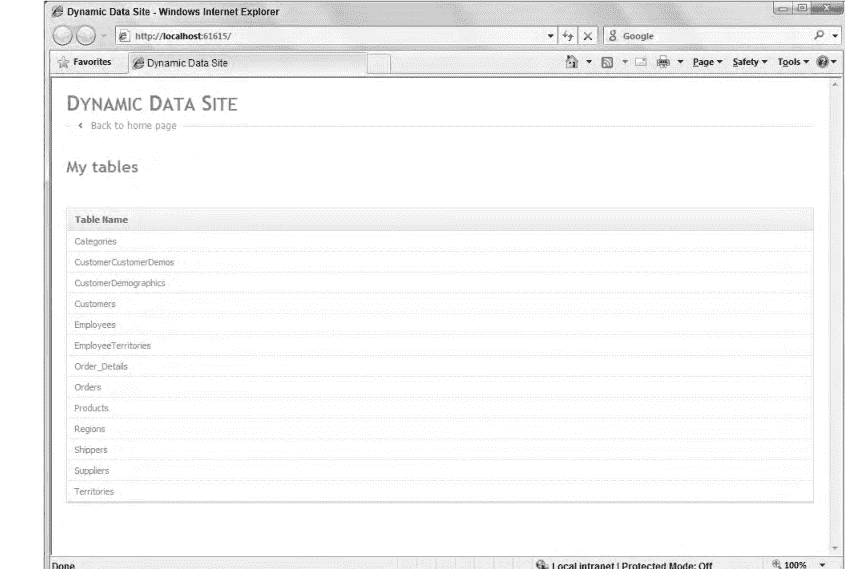 Dynamic Data Site - Windows Internet Explorer
http://localhost:61615/
Google
Favorites Dynamic Data Site Page Safety Tools
DYNAMIC DATA SITE
Back to home page
My tables
Table Name
Categories
CustomerCustomerDemos
CustomerDemographics
Customers
Employees
EmployeeTerritories
Order_Details
Orders
Products
Regions
Shippers
Suppliers
Territories
Done Local intranet | Protected Mode: Off 100%